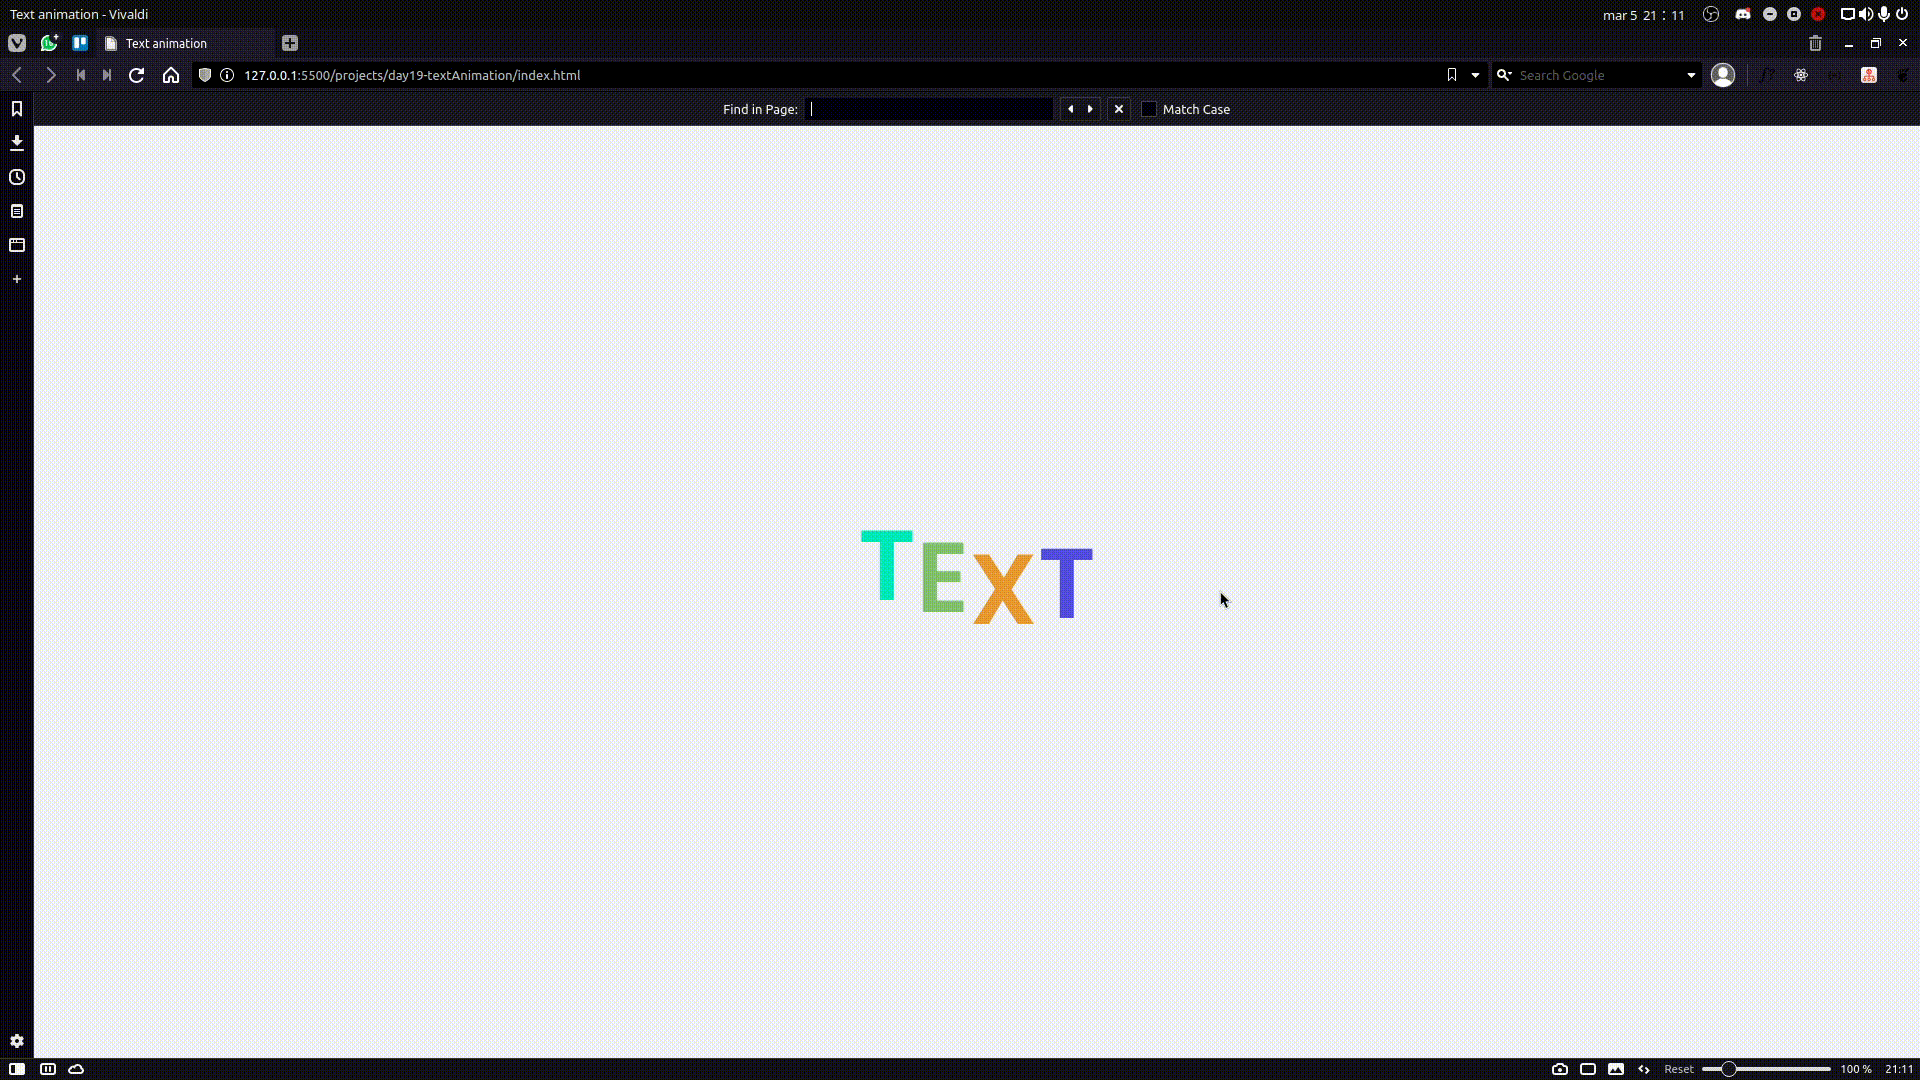 Text animation - Vivaldi
mar 5 21 : 11
Text animation
127.0.0.1:5500/projects/day19-textAnimation/index.html
Search Google
Find in Page:
Match Case
TEXT
Reset
100 %
21:11